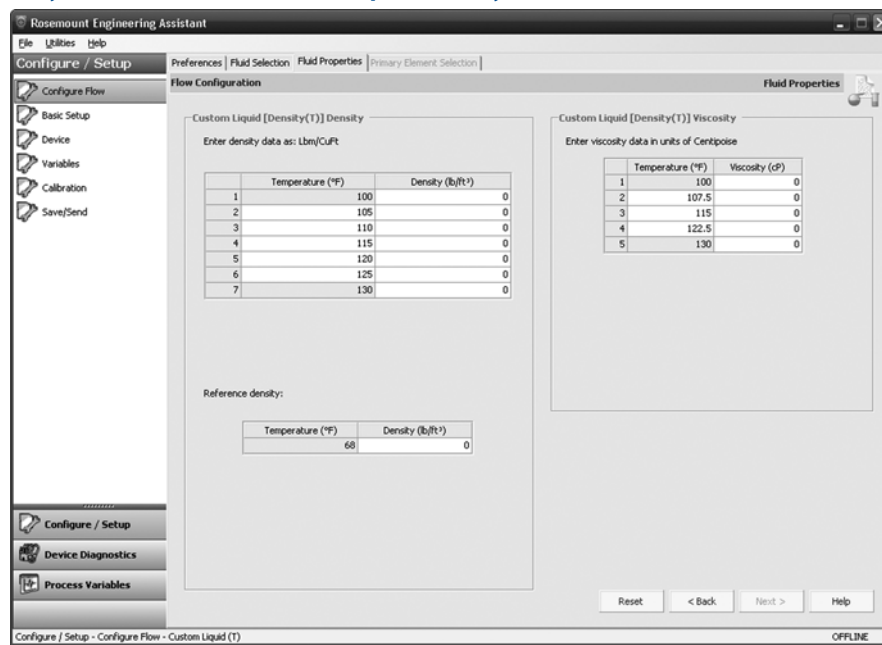 Rosemount Engineering Assistant
File Utilities Help
Configure / Setup
Preferences Fluid Selection Fluid Properties Primary Element Selection
Configure Flow
Basic Setup
Device
Variables
Calibration
Save/Send
Flow Configuration Fluid Properties
Custom Liquid [Density(T)] Density
Enter density data as: Lbm/CuFt
Temperature (°F) Density (lb/ft³)
1 100 0
2 105 0
3 110 0
4 115 0
5 120 0
6 125 0
7 130 0
Reference density:
Temperature (°F) Density (lb/ft³)
68 0
Custom Liquid [Density(T)] Viscosity
Enter viscosity data in units of Centipoise
Temperature (°F) Viscosity (cP)
1 100 0
2 107.5 0
3 115 0
4 122.5 0
5 130 0
Configure / Setup
Device Diagnostics
Process Variables
Reset < Back Next > Help
Configure / Setup - Configure Flow - Custom Liquid (T) OFFLINE